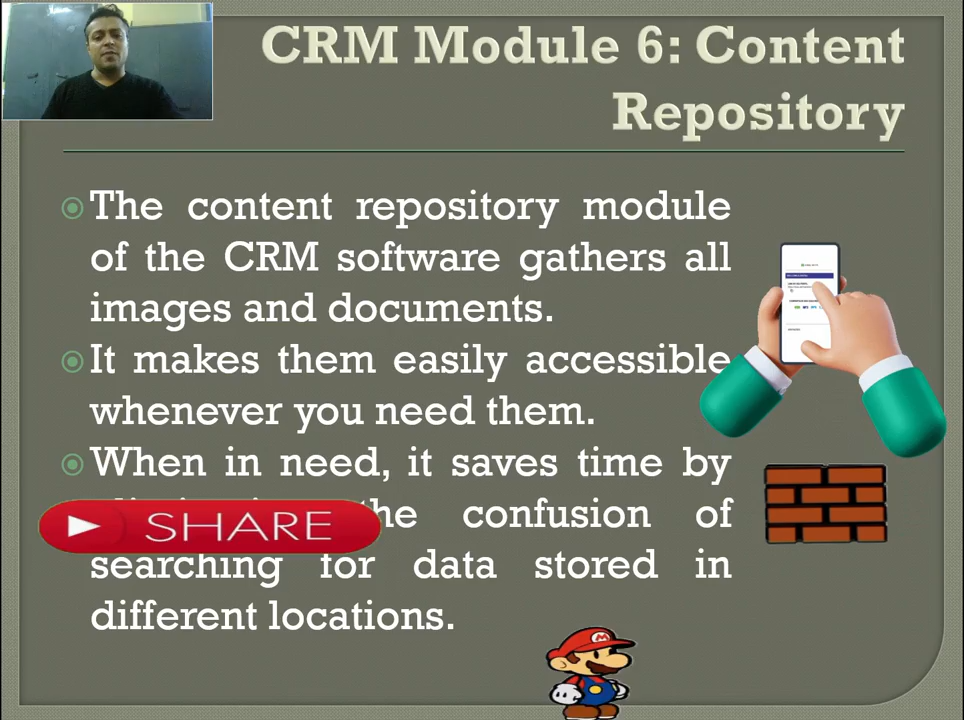 CRM Module 6: Content
Repository
The content repository module
of the CRM software gathers all
images and documents.
It makes them easily accessible
whenever you need them.
When in need, it saves time by
the confusion of
SHARE
searching for data stored in
different locations.
M